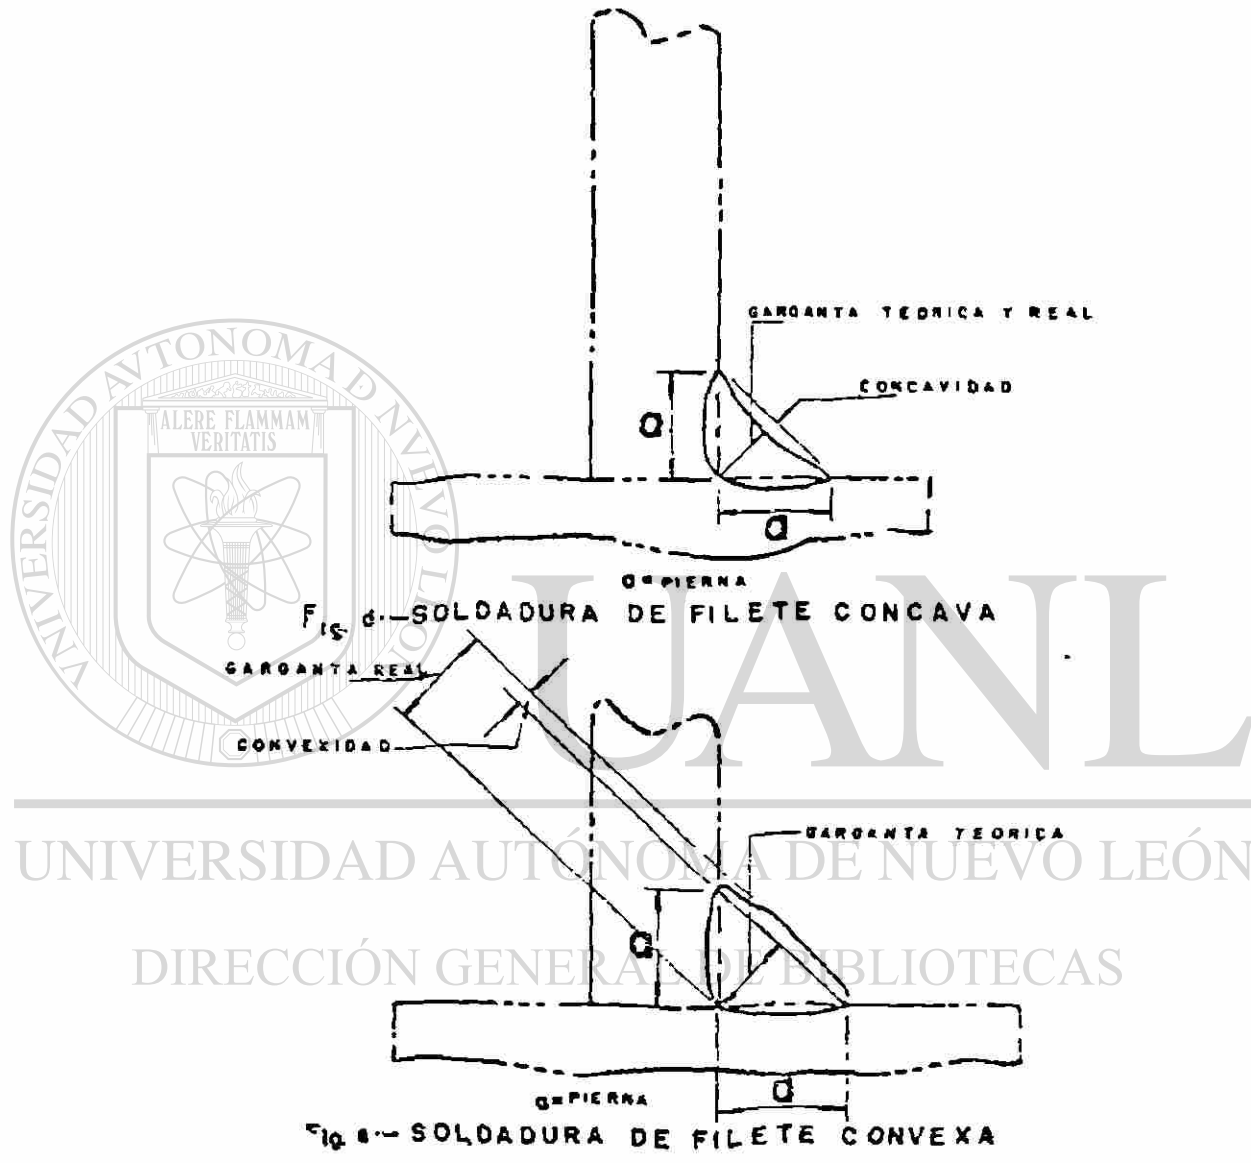 GARGANTA TEORICA Y REAL
CONCAVIDAD
a
a
a = PIERNA
Fig d.- SOLDADURA DE FILETE CONCAVA
GARGANTA REAL
CONVEXIDAD
GARGANTA TEORICA
a
a
a = PIERNA
Fig e.- SOLDADURA DE FILETE CONVEXA
UNIVERSIDAD AUTONOMA DE NUEVO LEON
ALERE FLAMMAM
VERITATIS
UANL
UNIVERSIDAD AUTÓNOMA DE NUEVO LEÓN
DIRECCIÓN GENERAL DE BIBLIOTECAS